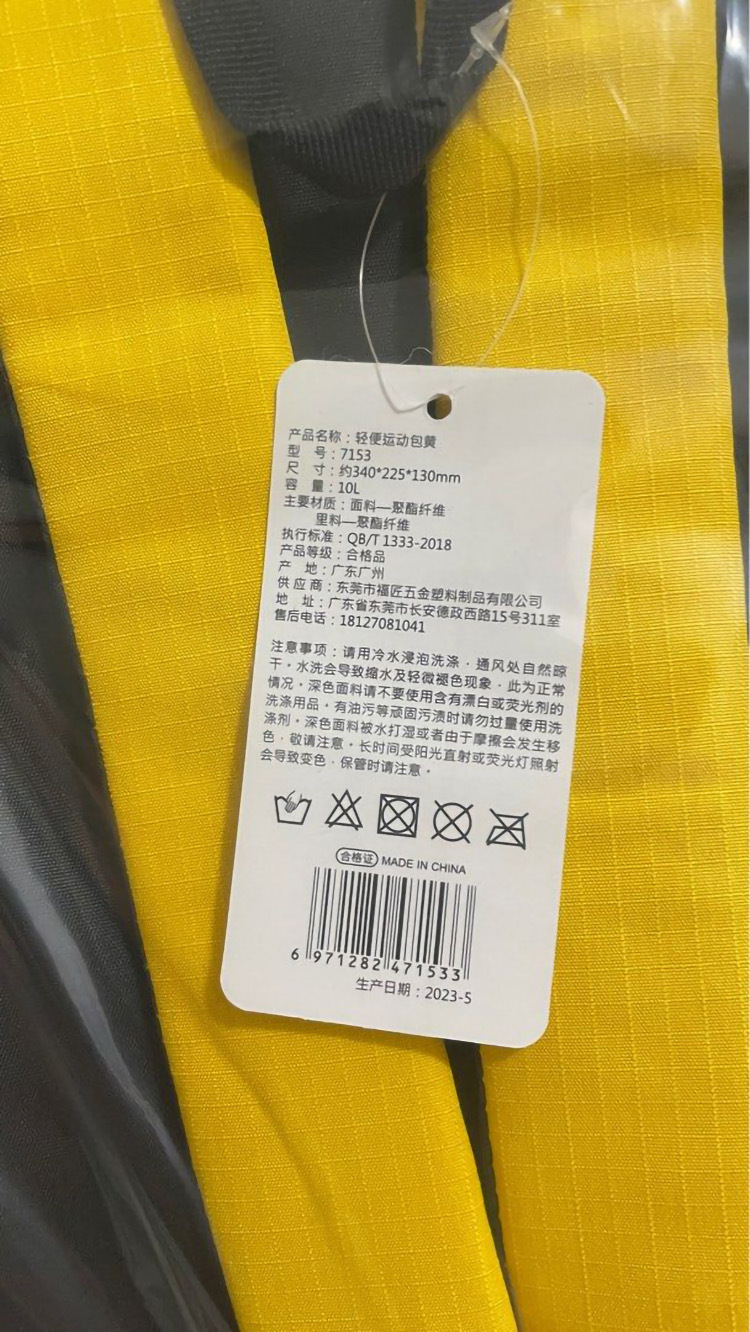 产品名称：轻便运动包黄
型 号：7153
尺 寸：约340*225*130mm
容 量：10L
主要材质：面料—聚酯纤维
里料—聚酯纤维
执行标准：QB/T 1333-2018
产品等级：合格品
产 地：广东广州
供 应 商：东莞市福匠五金塑料制品有限公司
地 址：广东省东莞市长安德政西路15号311室
售后电话：18127081041
注意事项：请用冷水浸泡洗涤，通风处自然晾
干。水洗会导致缩水及轻微褪色现象，此为正常
情况。深色面料请不要使用含有漂白或荧光剂的
洗涤用品。有油污等顽固污渍时请勿过量使用洗
涤剂。深色面料被水打湿或者由于摩擦会发生移
色，敬请注意。长时间受阳光直射或荧光灯照射
会导致变色，保管时请注意。
合格证 MADE IN CHINA
6 971282 471533
生产日期：2023-5